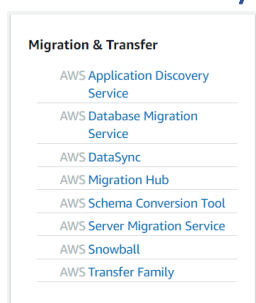 Migration & Transfer
AWS Application Discovery
Service
AWS Database Migration
Service
AWS DataSync
AWS Migration Hub
AWS Schema Conversion Tool
AWS Server Migration Service
AWS Snowball
AWS Transfer Family